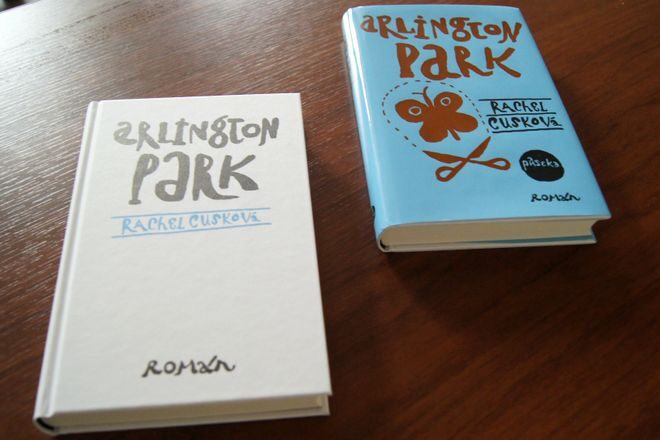 aRLiNGTON
PaRK
RacHEL CUSKOVá
ROMáN
aRLiNGTON
PaRK
RacHEL
CUSKOVá
paseka
ROMáN